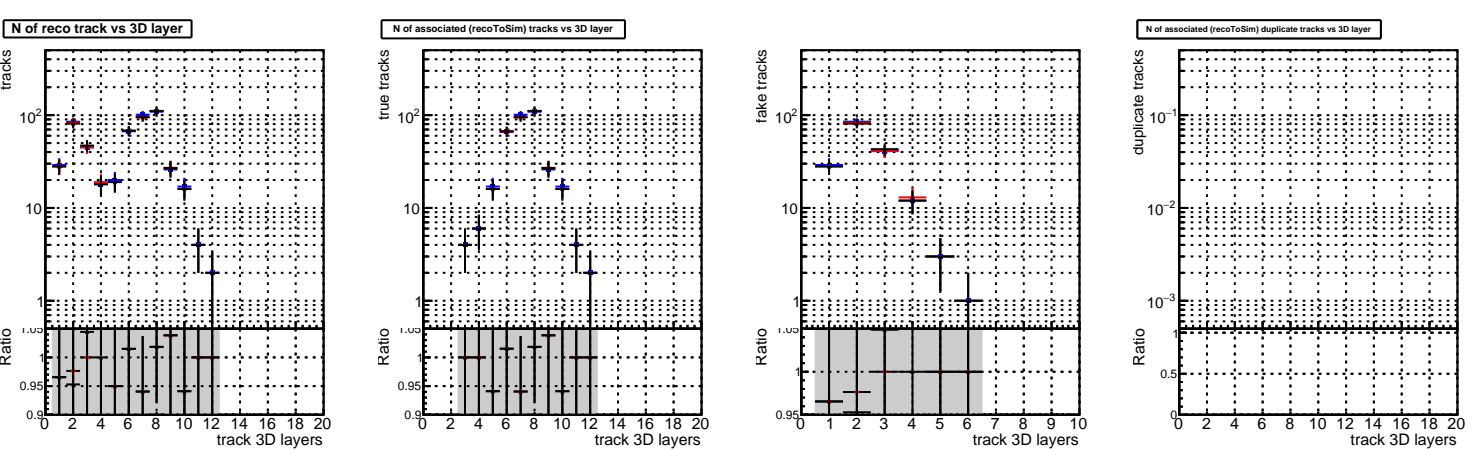 N of reco track vs 3D layer
tracks
10²
10
1
Ratio
1.05
1
0.95
0.9
0 2 4 6 8 10 12 14 16 18 20
track 3D layers
N of associated (recoToSim) tracks vs 3D layer
true tracks
10²
10
1
Ratio
1.05
1
0.95
0.9
0 2 4 6 8 10 12 14 16 18 20
track 3D layers
fake tracks
10²
10
1
Ratio
1.05
1
0.95
0 1 2 3 4 5 6 7 8 9 10
track 3D layers
N of associated (recoToSim) duplicate tracks vs 3D layer
duplicate tracks
10⁻¹
10⁻²
10⁻³
Ratio
1
0.5
0
0 2 4 6 8 10 12 14 16 18 20
track 3D layers